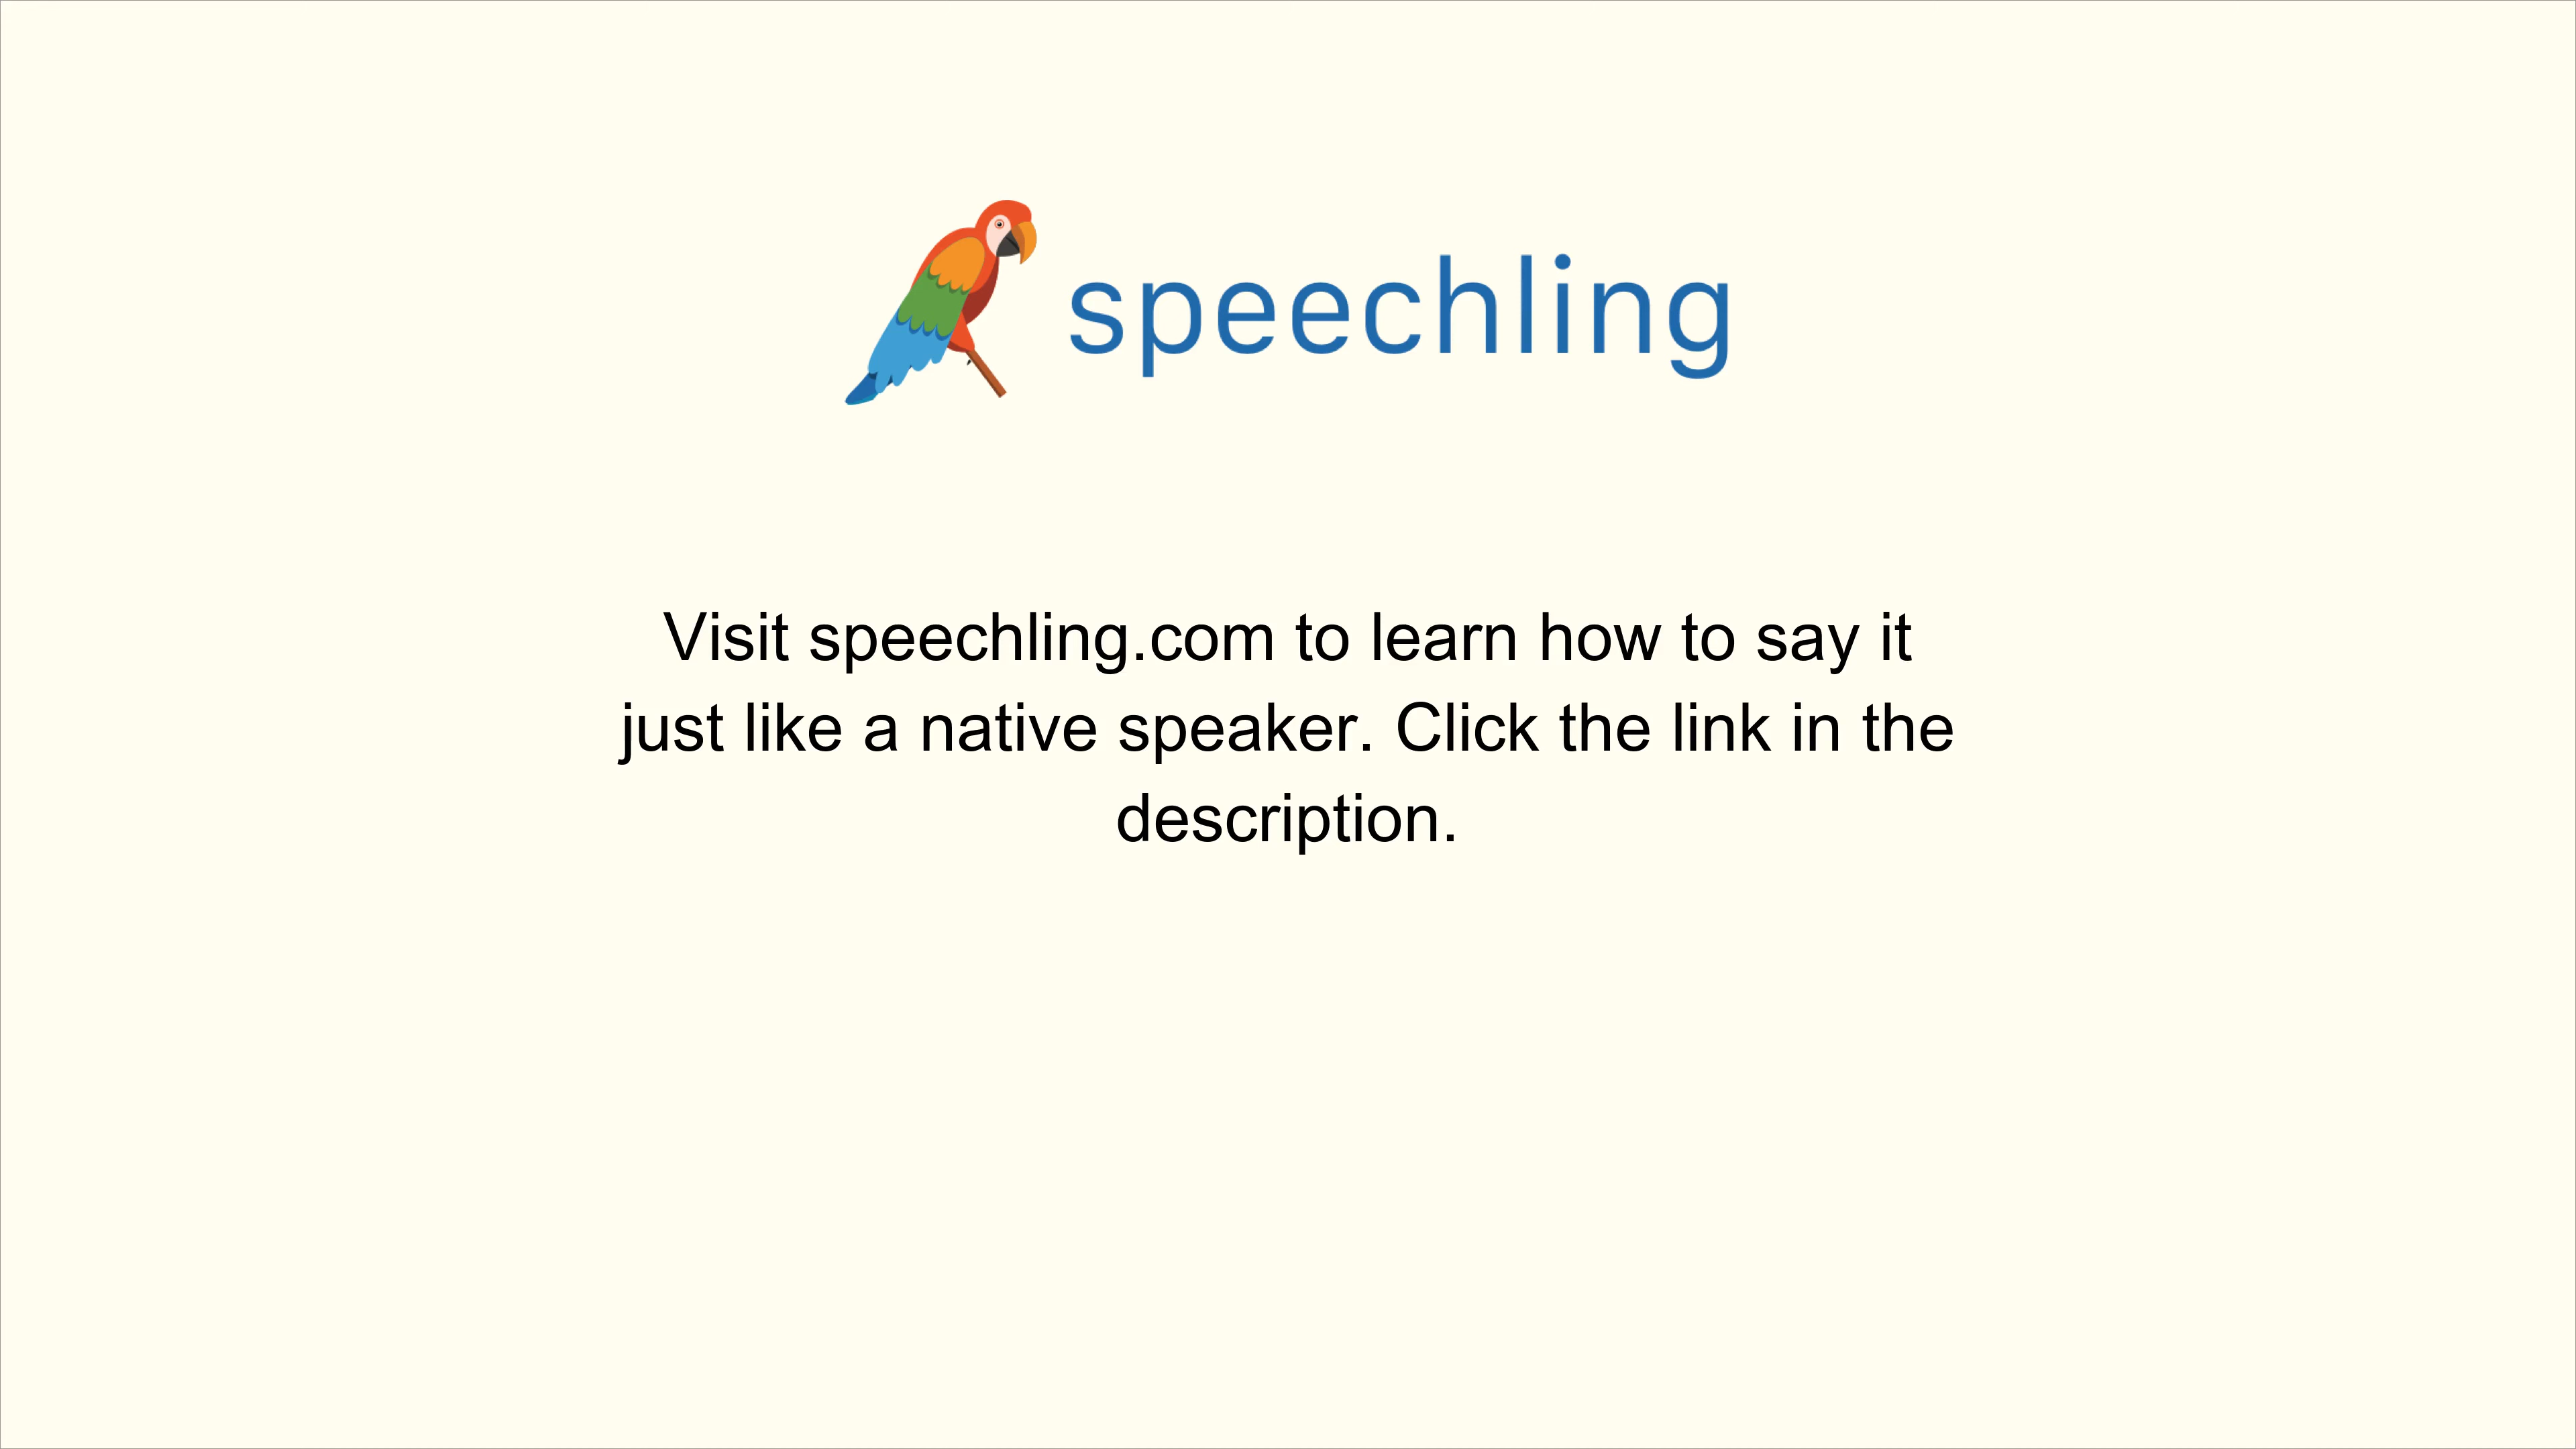 speechling
Visit speechling.com to learn how to say it
just like a native speaker. Click the link in the
description.